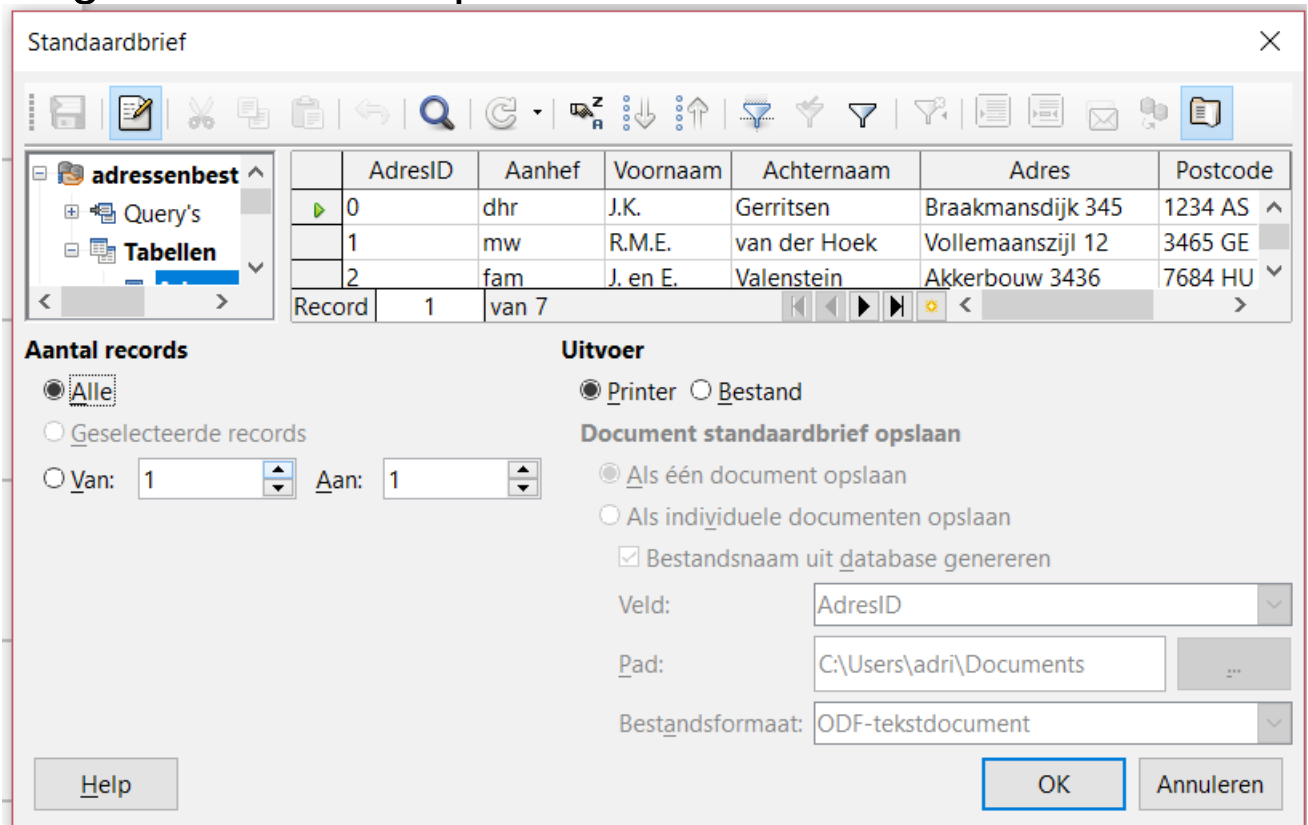 Standaardbrief
adressenbest
Query's
Tabellen
AdresID Aanhef Voornaam Achternaam Adres Postcode
0 dhr J.K. Gerritsen Braakmansdijk 345 1234 AS
1 mw R.M.E. van der Hoek Vollemaanszijl 12 3465 GE
2 fam J. en E. Valenstein Akkerbouw 3436 7684 HU
Record 1 van 7
Aantal records
Alle
Geselecteerde records
Van: 1 Aan: 1
Uitvoer
Printer Bestand
Document standaardbrief opslaan
Als één document opslaan
Als individuele documenten opslaan
Bestandsnaam uit database genereren
Veld: AdresID
Pad: C:\Users\adri\Documents ...
Bestandsformaat: ODF-tekstdocument
Help OK Annuleren